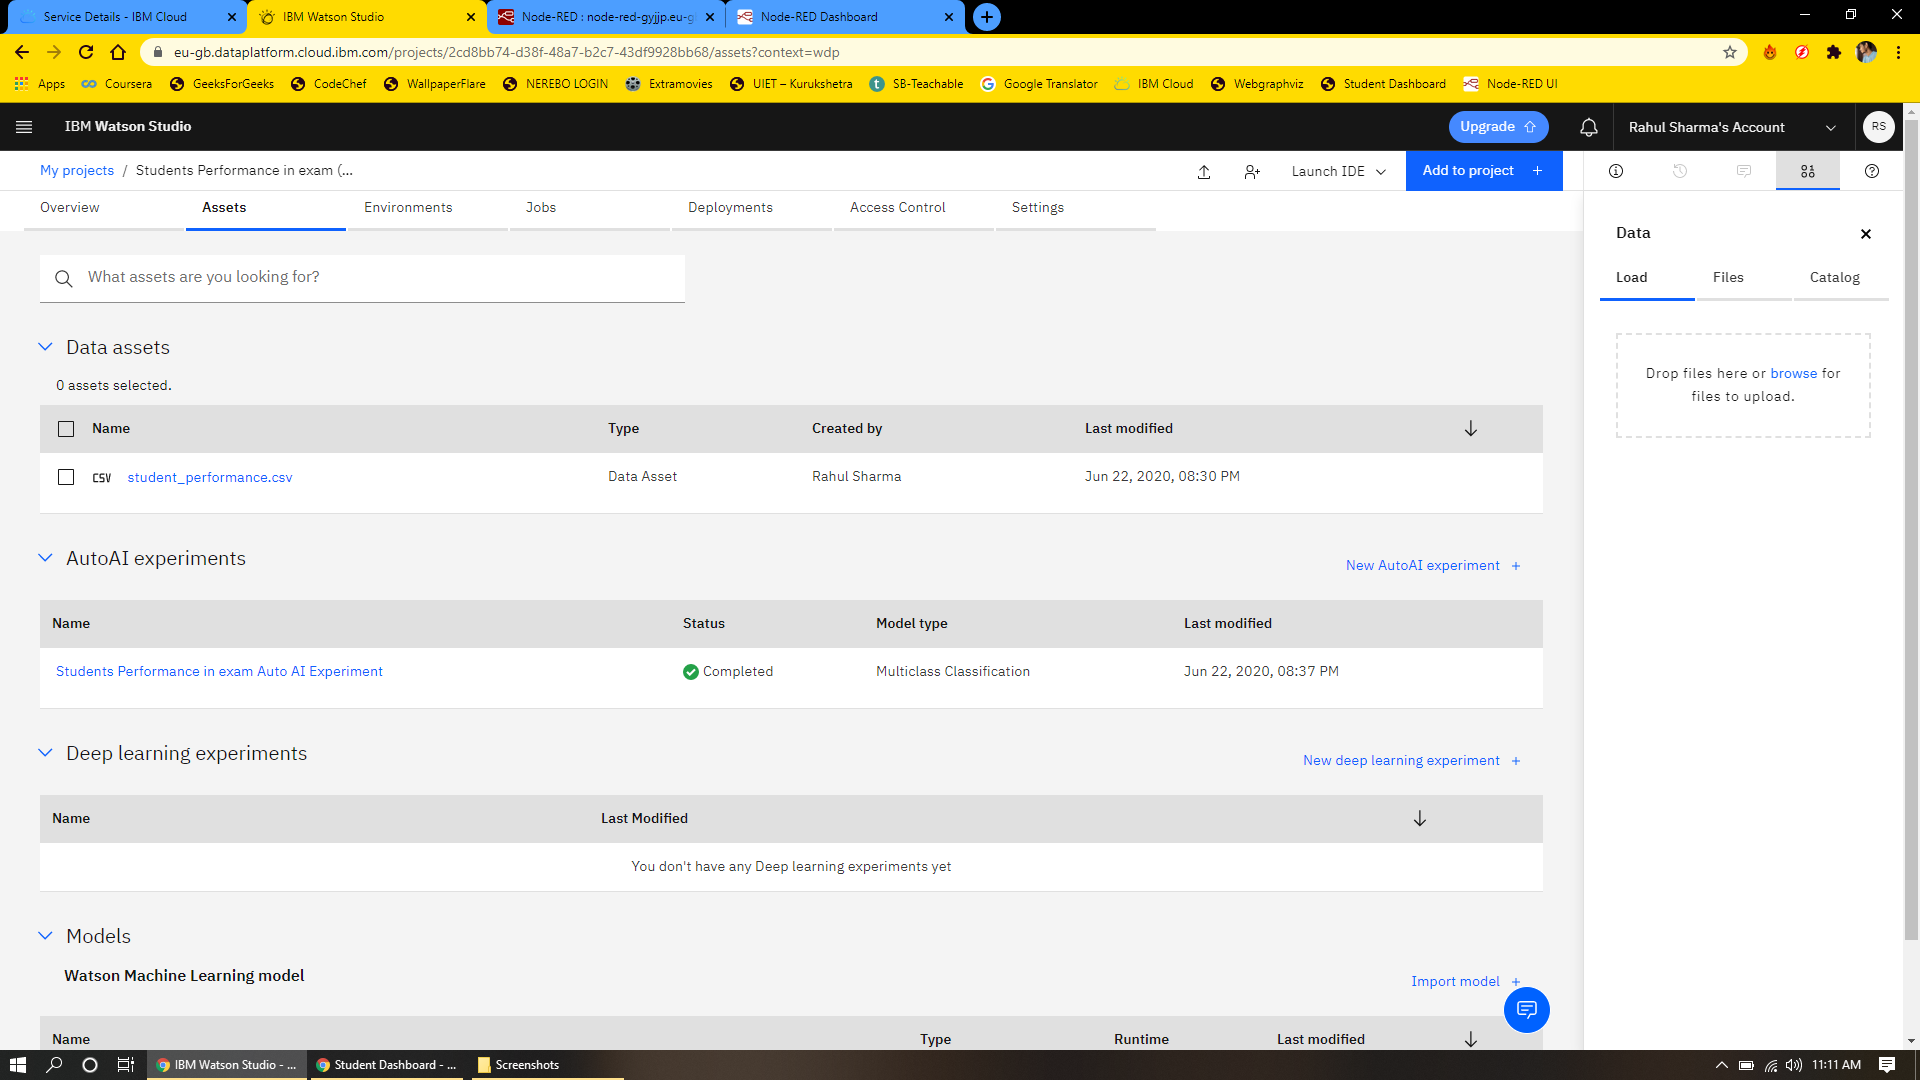 Service Details - IBM Cloud
IBM Watson Studio
Node-RED : node-red-gyjjp.eu-g
Node-RED Dashboard
eu-gb.dataplatform.cloud.ibm.com/projects/2cd8bb74-d38f-48a7-b2c7-43df9928bb68/assets?context=wdp
Apps Coursera GeeksForGeeks CodeChef WallpaperFlare NEREBO LOGIN Extramovies UIET – Kurukshetra SB-Teachable Google Translator IBM Cloud Webgraphviz Student Dashboard Node-RED UI
IBM Watson Studio
Upgrade
Rahul Sharma's Account
RS
My projects / Students Performance in exam (...
Launch IDE
Add to project +
Overview Assets Environments Jobs Deployments Access Control Settings
What assets are you looking for?
Data
Load Files Catalog
Drop files here or browse for
files to upload.
Data assets
0 assets selected.
Name Type Created by Last modified
CSV student_performance.csv Data Asset Rahul Sharma Jun 22, 2020, 08:30 PM
AutoAI experiments
New AutoAI experiment +
Name Status Model type Last modified
Students Performance in exam Auto AI Experiment Completed Multiclass Classification Jun 22, 2020, 08:37 PM
Deep learning experiments
New deep learning experiment +
Name Last Modified
You don't have any Deep learning experiments yet
Models
Watson Machine Learning model
Import model +
Name Type Runtime Last modified
IBM Watson Studio - ...
Student Dashboard - ...
Screenshots
11:11 AM